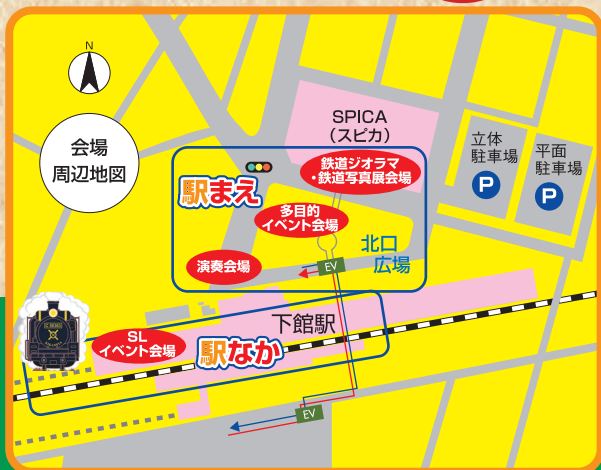 N
会場
周辺地図
SPICA
（スピカ）
立体
駐車場
P
平面
駐車場
P
鉄道ジオラマ
・鉄道写真展会場
駅まえ
多目的
イベント会場
北口
広場
演奏会場
EV
下館駅
SL
イベント会場
駅なか
EV